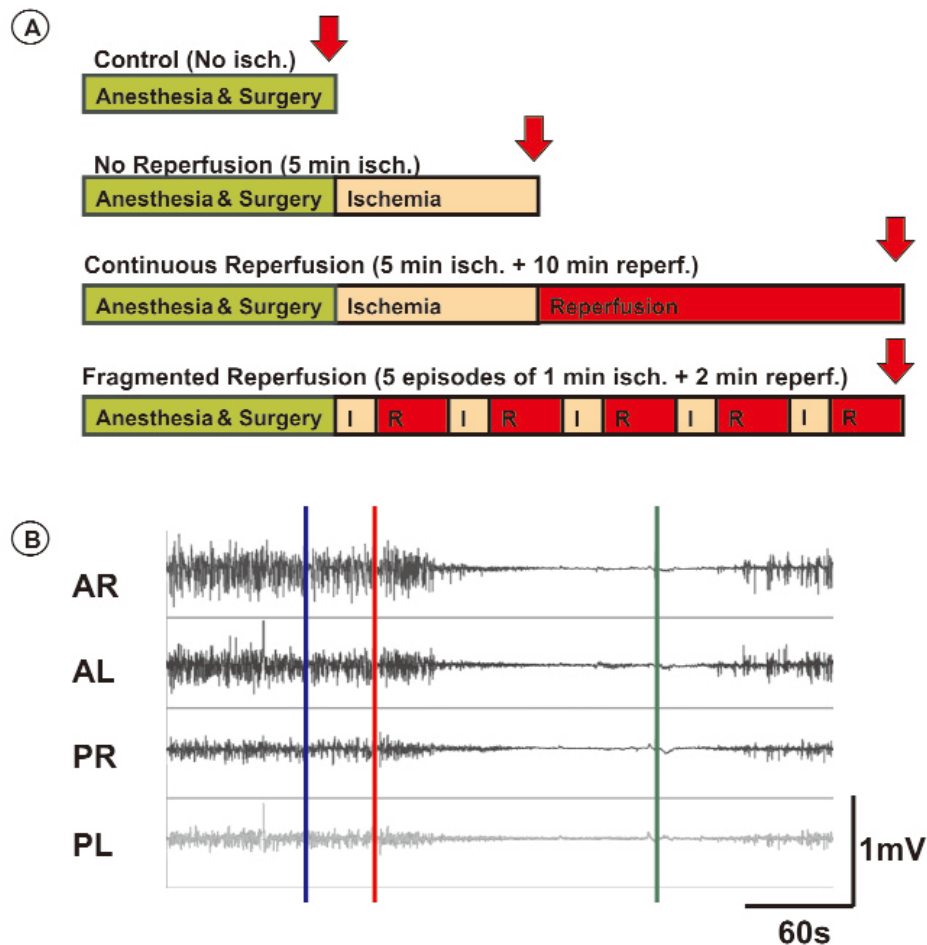 A
Control (No isch.)
Anesthesia & Surgery
No Reperfusion (5 min isch.)
Anesthesia & Surgery Ischemia
Continuous Reperfusion (5 min isch. + 10 min reperf.)
Anesthesia & Surgery Ischemia Reperfusion
Fragmented Reperfusion (5 episodes of 1 min isch. + 2 min reperf.)
Anesthesia & Surgery I R I R I R I R I R
B
AR
AL
PR
PL
1mV
60s